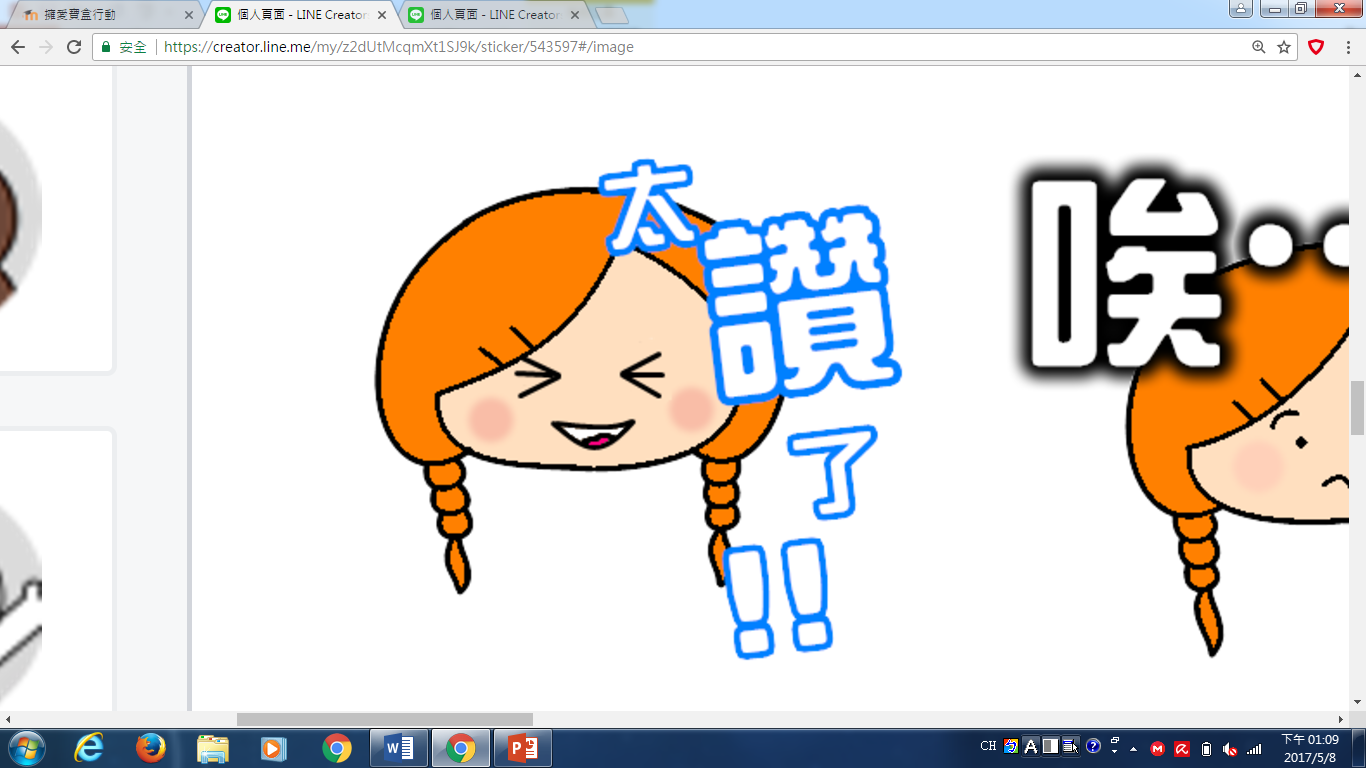 擁愛寶盒行動
個人頁面 - LINE Creator
個人頁面 - LINE Creator
安全
https://creator.line.me/my/z2dUtMcqmXt1SJ9k/sticker/543597#/image
太
讚
了
!!
唉··
CH
下午 01:09
2017/5/8